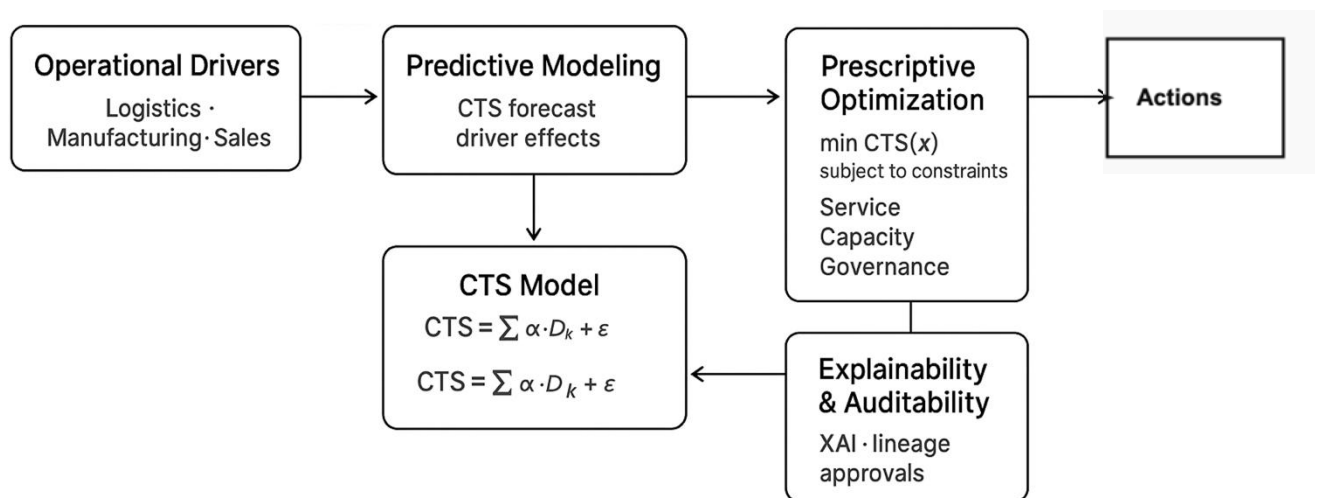 Operational Drivers
Logistics ·
Manufacturing · Sales
Predictive Modeling
CTS forecast
driver effects
Prescriptive
Optimization
min CTS(x)
subject to constraints
Service
Capacity
Governance
Actions
CTS Model
CTS = ∑ α·Dₖ + ε
CTS = ∑ α·D ₖ + ε
Explainability
& Auditability
XAI · lineage
approvals